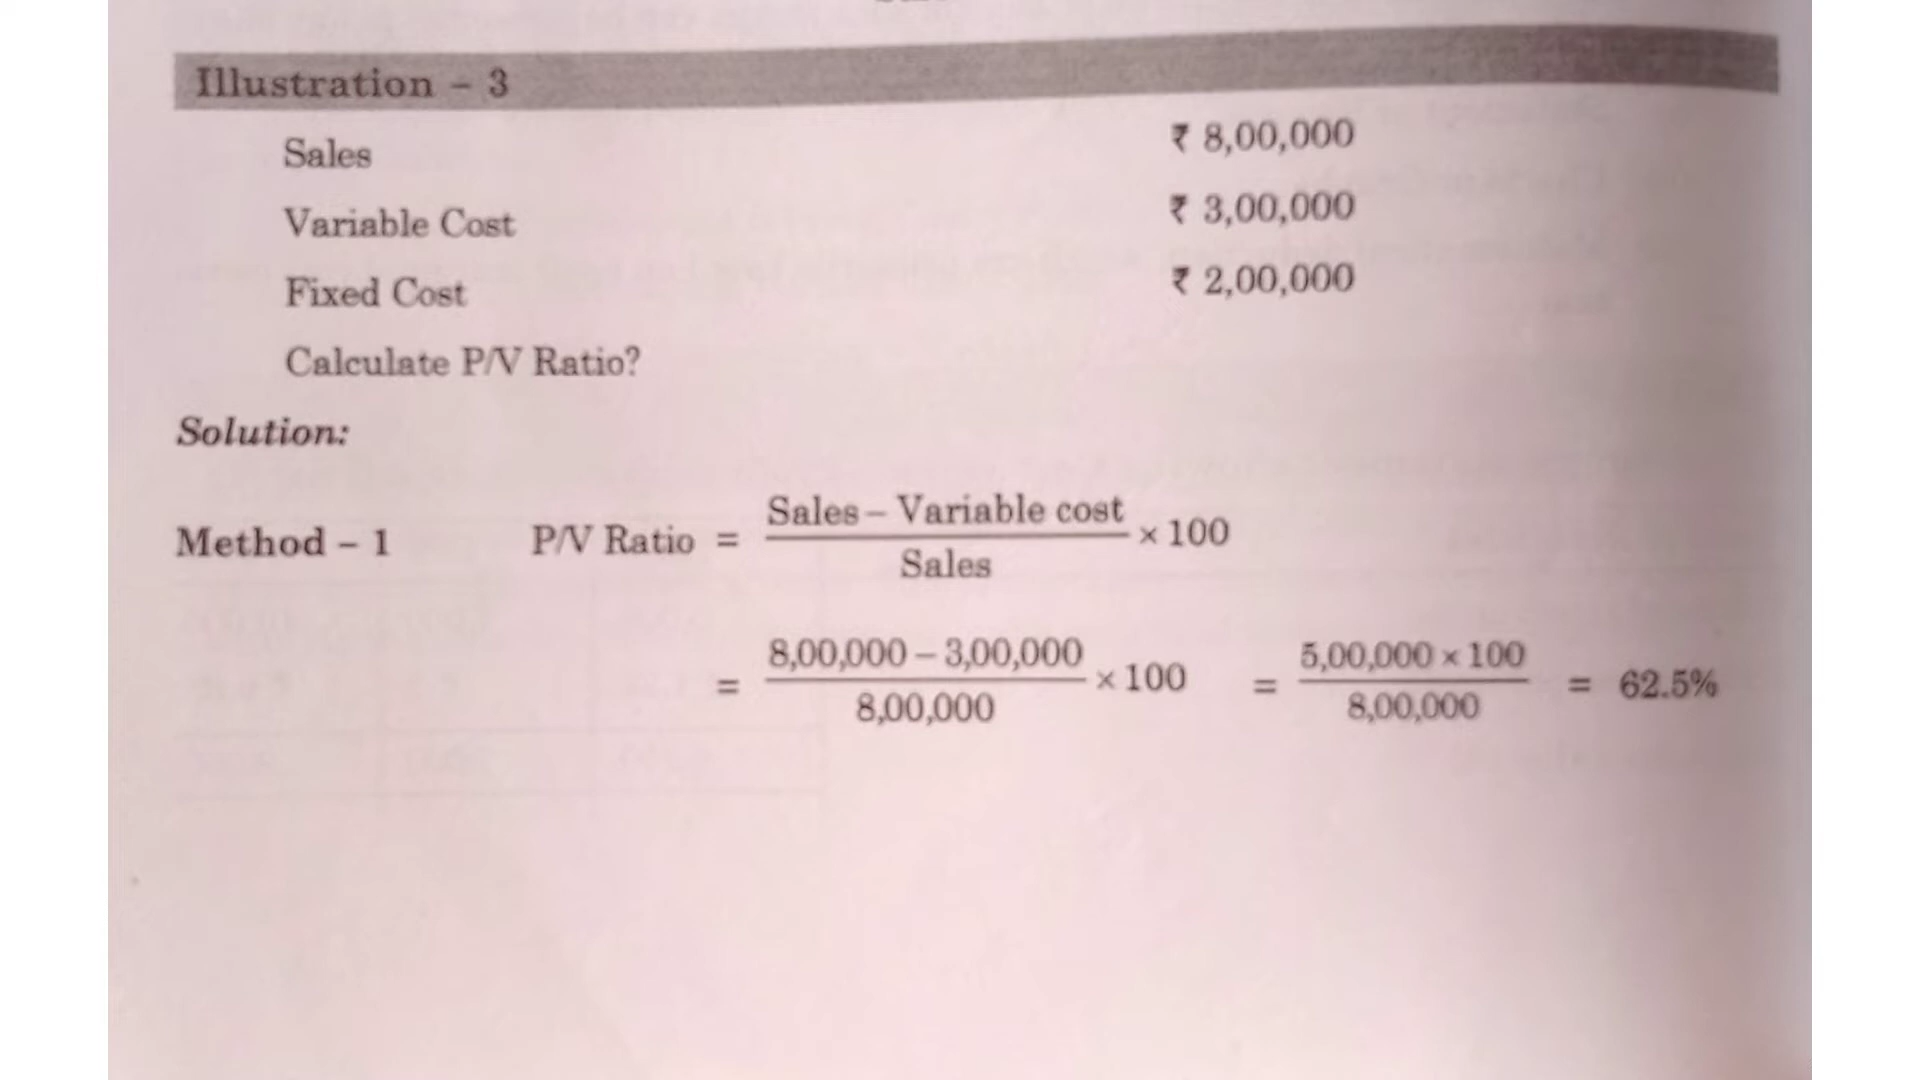 Illustration – 3
Sales ₹ 8,00,000
Variable Cost ₹ 3,00,000
Fixed Cost ₹ 2,00,000
Calculate P/V Ratio?
Solution:
Method – 1 P/V Ratio = Sales – Variable cost / Sales × 100
= 8,00,000 – 3,00,000 / 8,00,000 × 100 = 5,00,000 × 100 / 8,00,000 = 62.5%